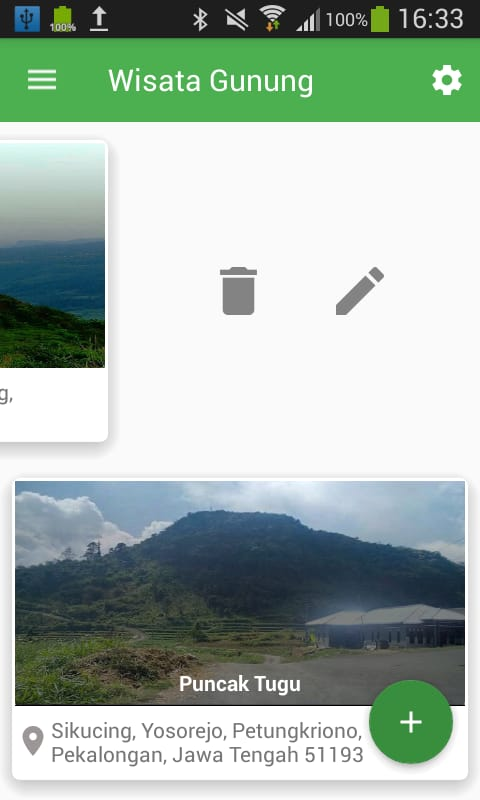 100%
100%
16:33
Wisata Gunung
g,
Puncak Tugu
Sikucing, Yosorejo, Petungkriono,
Pekalongan, Jawa Tengah 51193